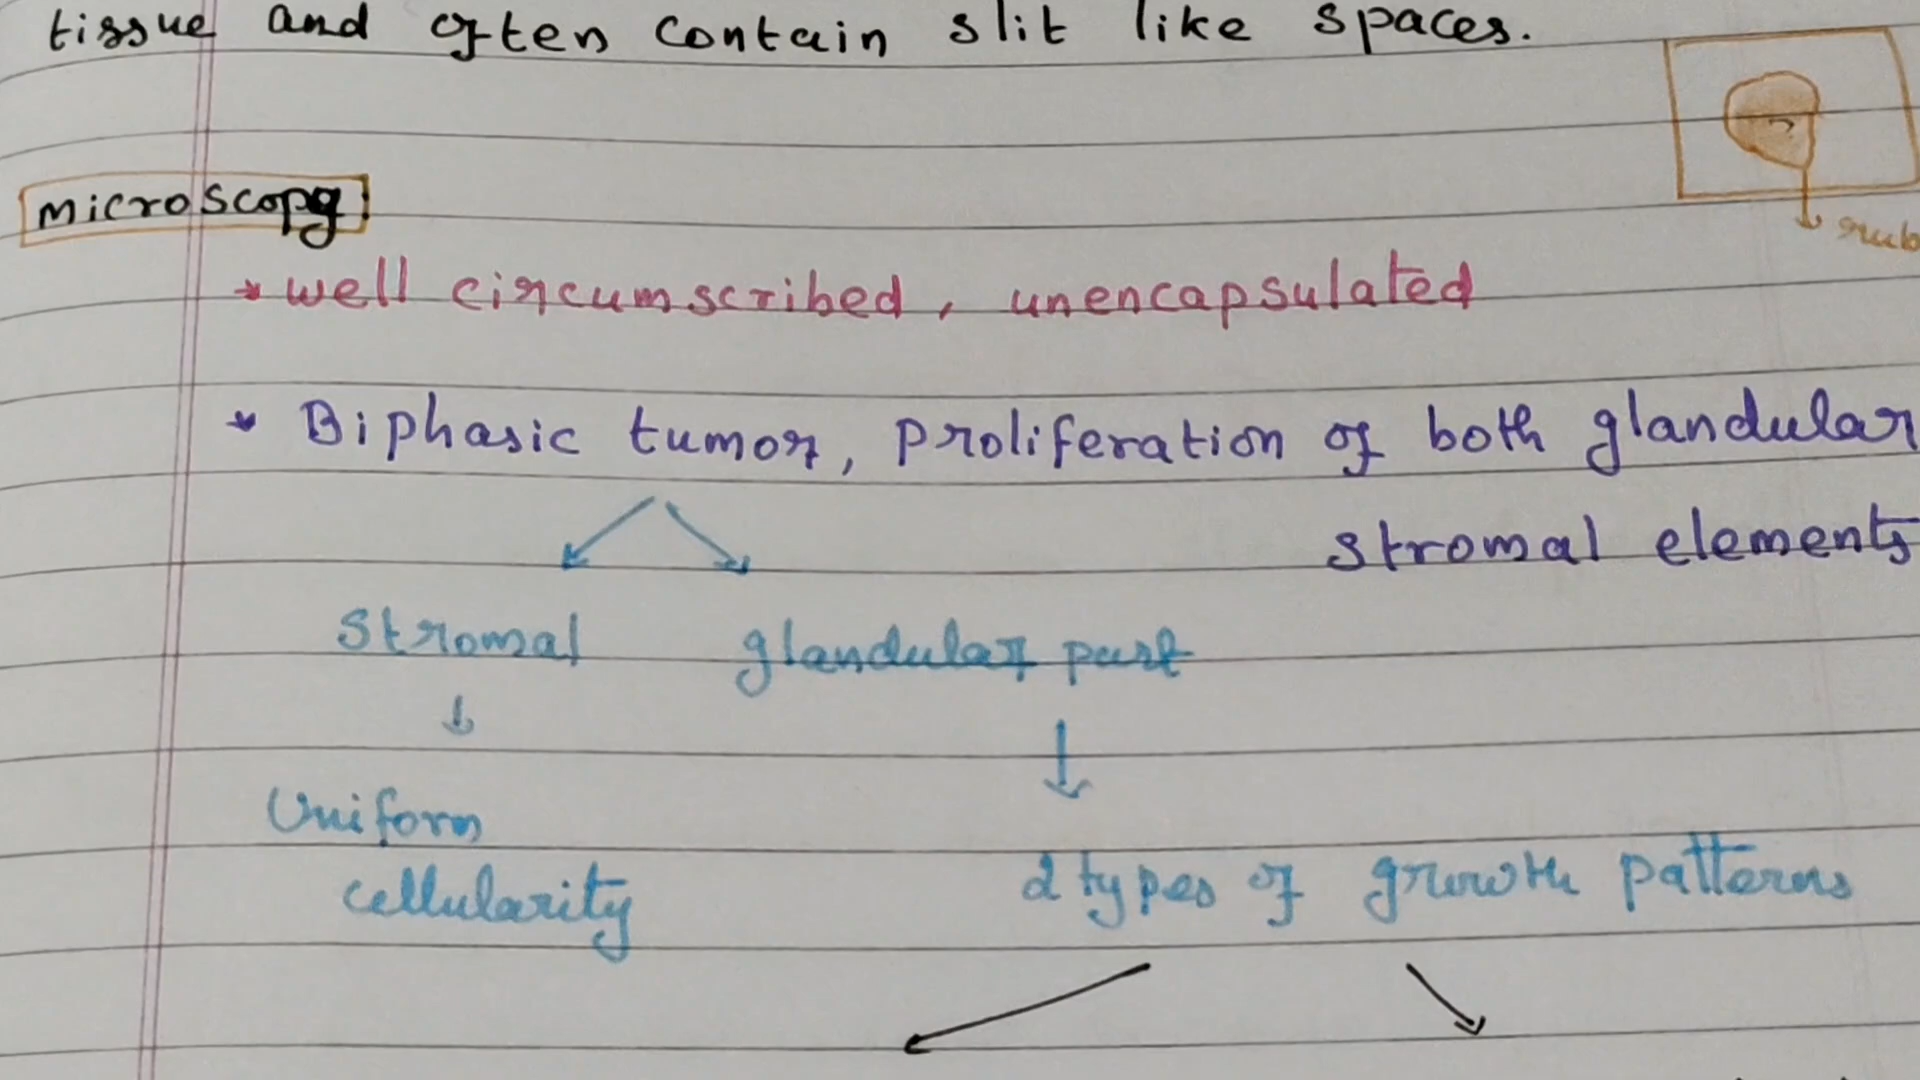 tissue and often contain slit like spaces.
microscopy
* well circumscribed, unencapsulated
* Biphasic tumor, proliferation of both glandular
stromal elements
Stromal glandular part
Uniform
cellularity
2 types of growth patterns